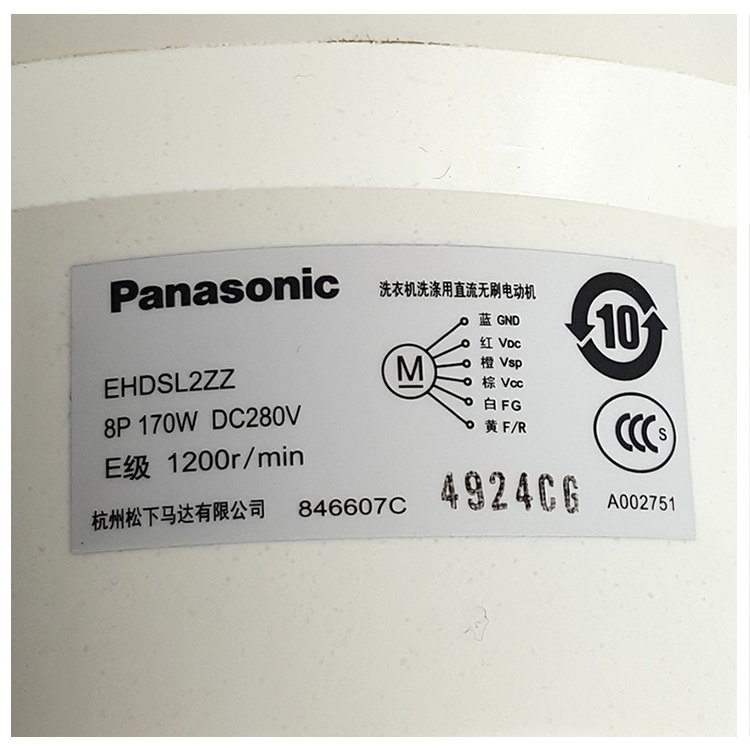 Panasonic
洗衣机洗涤用直流无刷电动机
10
M
蓝 GND
红 Vdc
橙 Vsp
棕 Vcc
白 FG
黄 F/R
EHDSL2ZZ
8P 170W DC280V
E级 1200r/min
CCC S
杭州松下马达有限公司 846607C 4924CG A002751